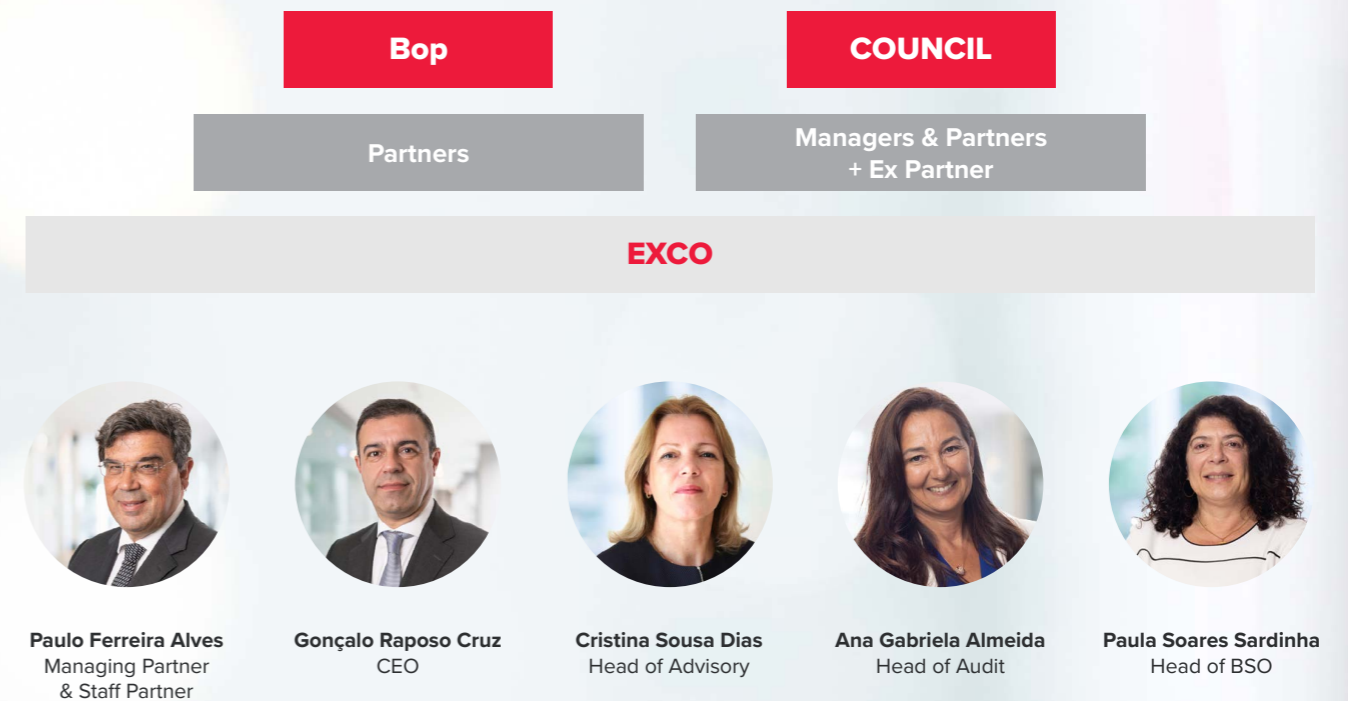 Bop
COUNCIL
Partners
Managers & Partners
+ Ex Partner
EXCO
Paulo Ferreira Alves
Managing Partner
& Staff Partner
Gonçalo Raposo Cruz
CEO
Cristina Sousa Dias
Head of Advisory
Ana Gabriela Almeida
Head of Audit
Paula Soares Sardinha
Head of BSO